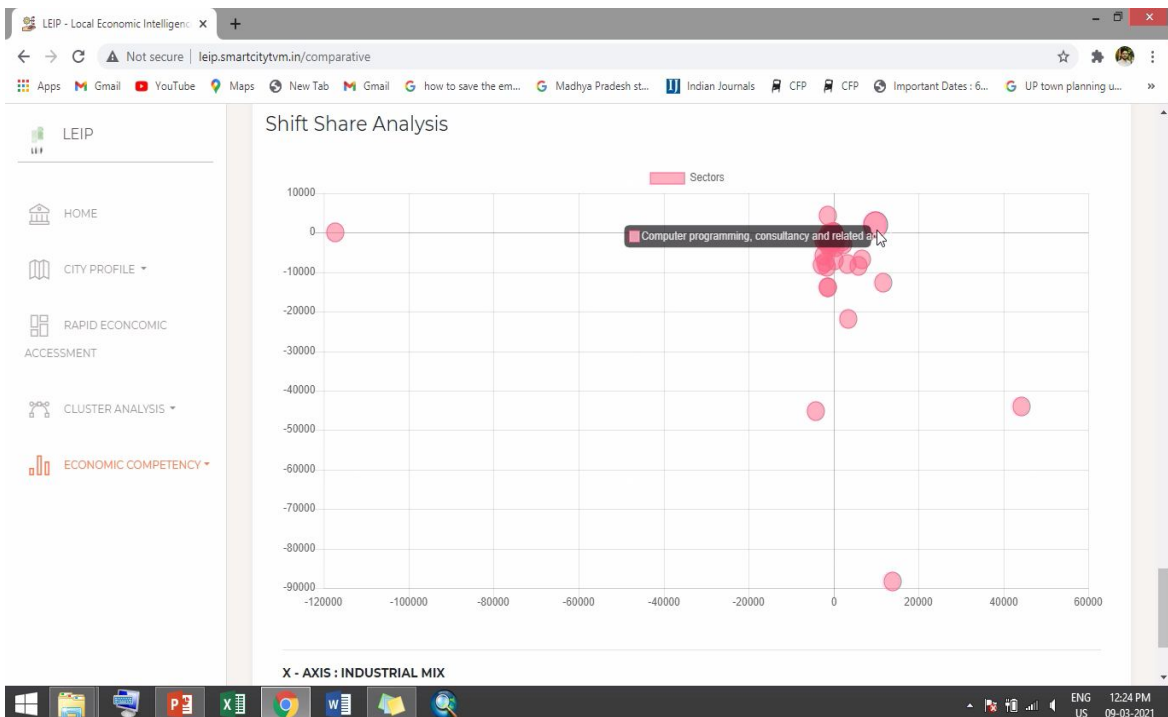 LEIP - Local Economic Intelligenc
Not secure | leip.smartcitytvm.in/comparative
Apps Gmail YouTube Maps New Tab Gmail how to save the em... Madhya Pradesh st... Indian Journals CFP CFP Important Dates : 6... UP town planning u... »
LEIP
HOME
CITY PROFILE
RAPID ECONCOMIC
ACCESSMENT
CLUSTER ANALYSIS
ECONOMIC COMPETENCY
Shift Share Analysis
Sectors
10000
0
Computer programming, consultancy and related a
-10000
-20000
-30000
-40000
-50000
-60000
-70000
-80000
-90000
-120000 -100000 -80000 -60000 -40000 -20000 0 20000 40000 60000
X - AXIS : INDUSTRIAL MIX
ENG 12:24 PM
US 09-03-2021